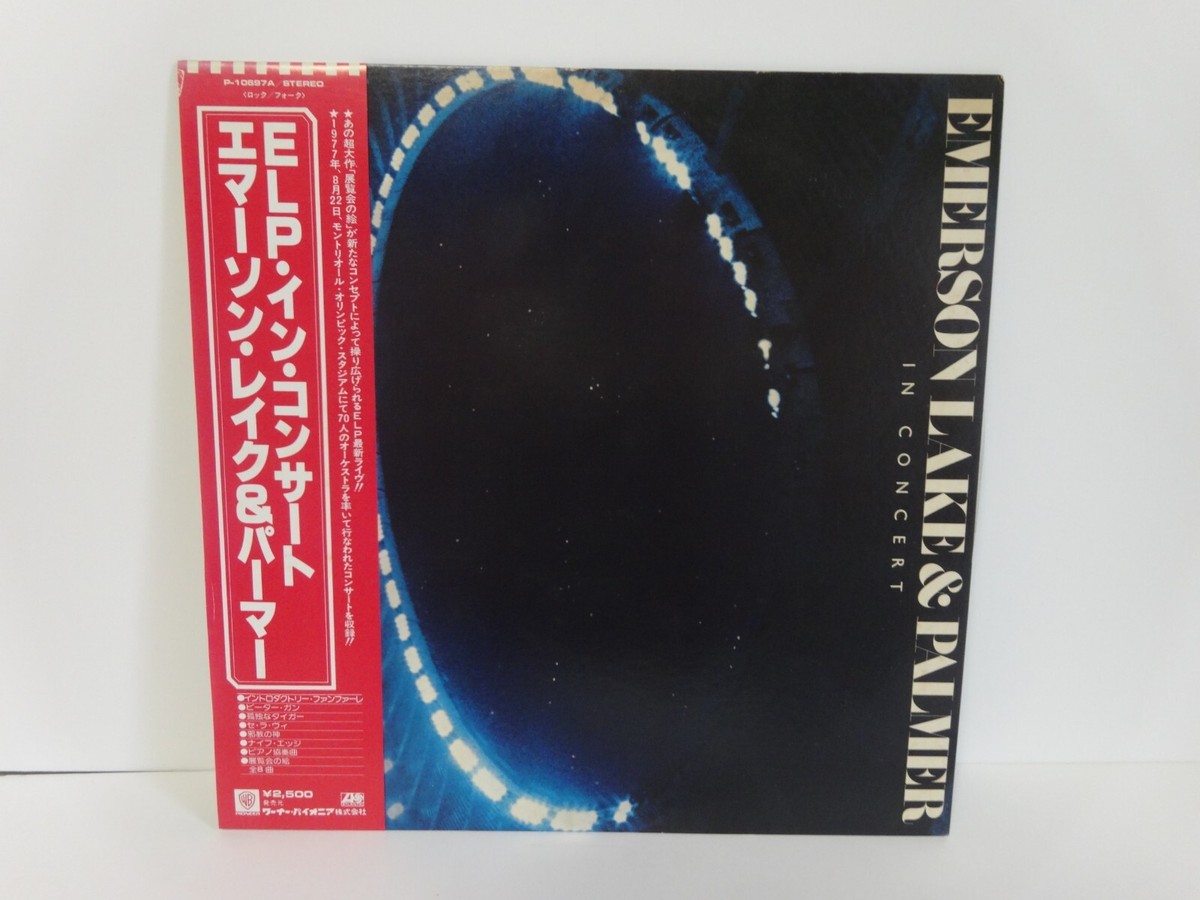 P-10697A/STEREO
〈ロック/フォーク〉
★あの超大作「展覧会の絵」が新たなコンセプトによって操り広げられるELP最新ライヴ!!
★1977年、8月22日、モントリオール・オリンピック・スタジアムにて70人のオーケストラを率いて行なわれたコンサートを収録!!
ELP・イン・コンサート
エマーソン・レイク&パーマー
●イントロダクトリー・ファンファーレ
●ピーター・ガン
●孤独なタイガー
●セ・ラ・ヴィ
●邪教の神
●ナイフ・エッジ
●ピアノ協奏曲
●展覧会の絵
全8曲
¥2,500
発売元
ワーナー・パイオニア株式会社
EMERSON LAKE & PALMER
IN CONCERT